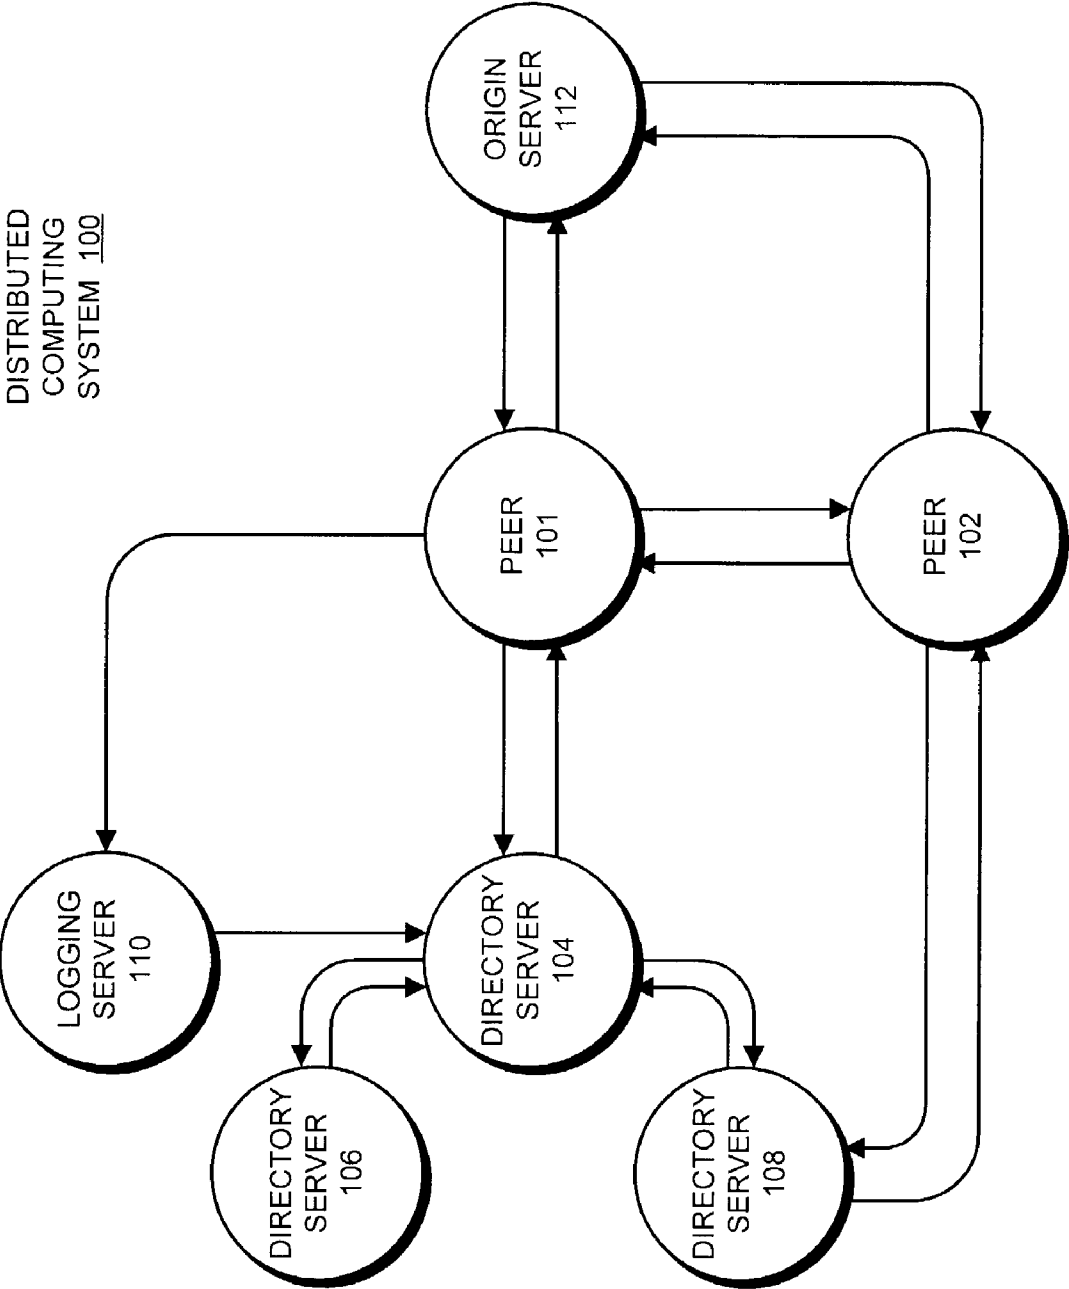 DISTRIBUTED
COMPUTING
SYSTEM 100
LOGGING
SERVER
110
DIRECTORY
SERVER
106
DIRECTORY
SERVER
104
PEER
101
ORIGIN
SERVER
112
DIRECTORY
SERVER
108
PEER
102